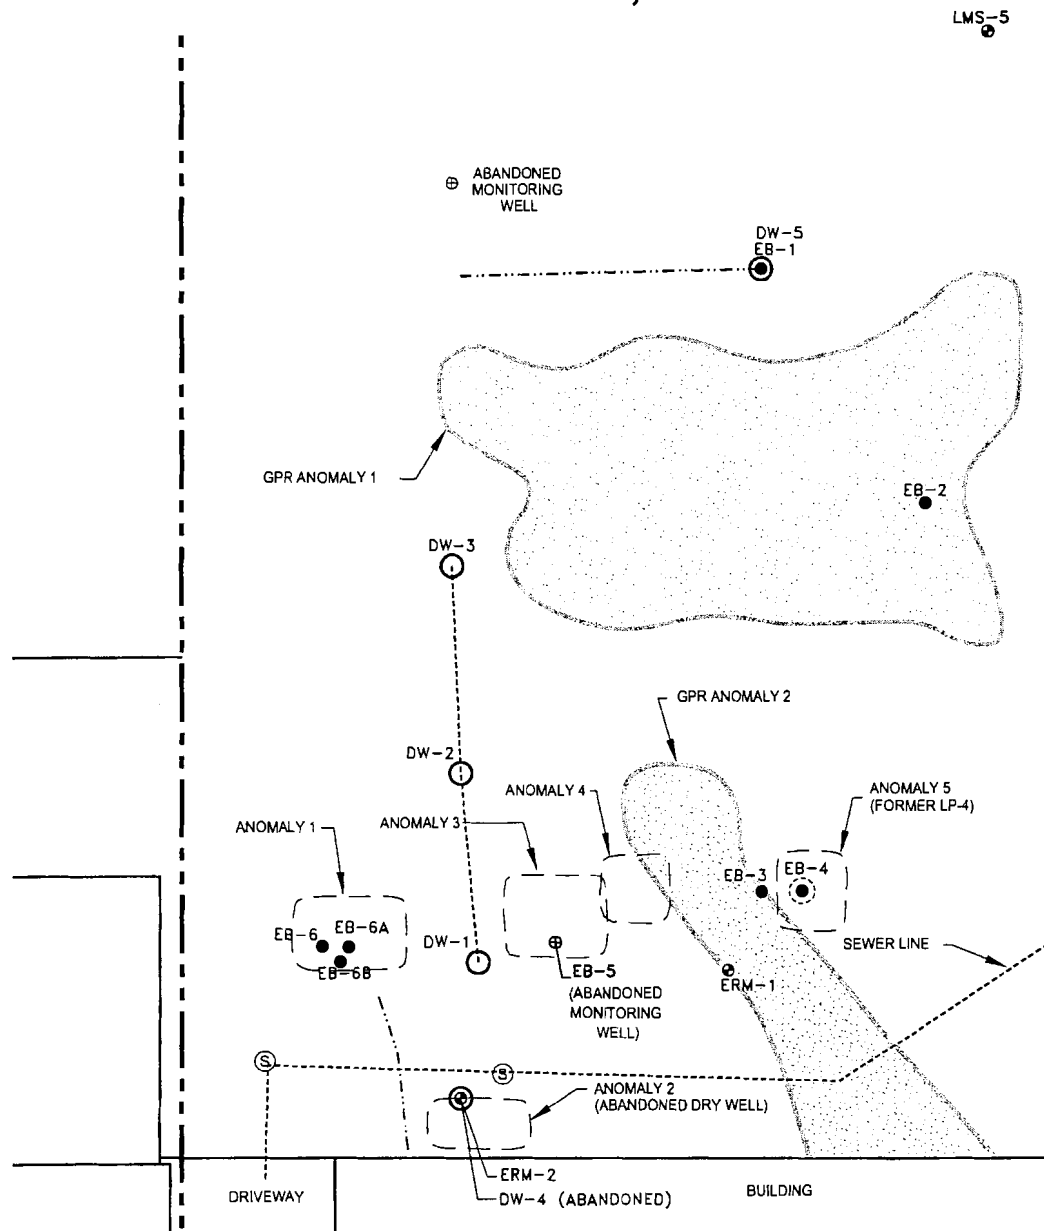 LMS-5
ABANDONED
MONITORING
WELL
DW-5
EB-1
GPR ANOMALY 1
EB-2
DW-3
GPR ANOMALY 2
DW-2
ANOMALY 4
ANOMALY 5
(FORMER LP-4)
ANOMALY 1
ANOMALY 3
EB-3
EB-4
EB-6
EB-6A
EB-6B
DW-1
SEWER LINE
EB-5
(ABANDONED
MONITORING
WELL)
ERM-1
S
S
ANOMALY 2
(ABANDONED DRY WELL)
ERM-2
DW-4 (ABANDONED)
DRIVEWAY
BUILDING